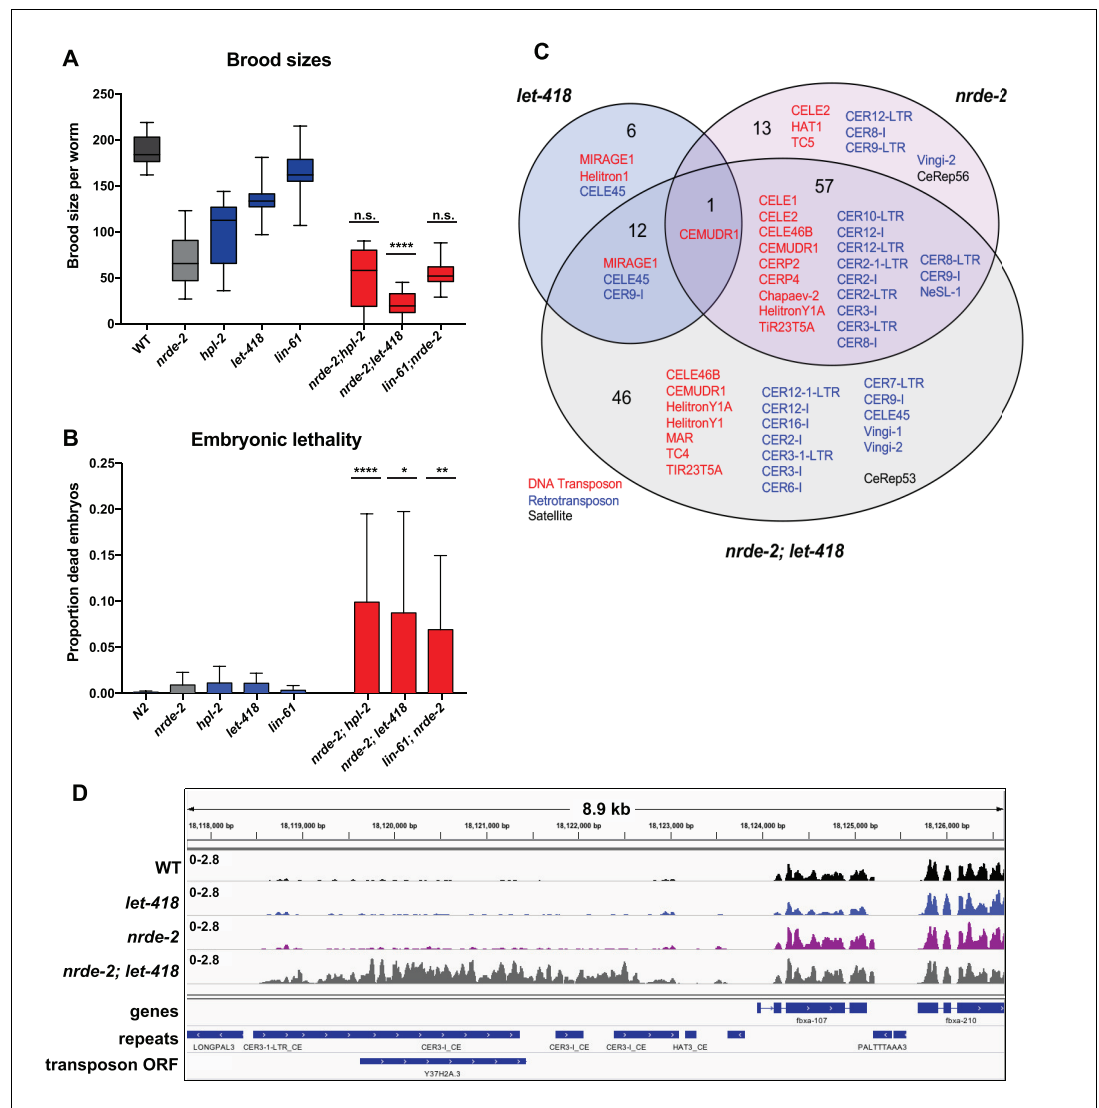 A
Brood sizes
Brood size per worm
250
200
150
100
50
0
n.s.
****
n.s.
WT
nrde-2
hpl-2
let-418
lin-61
nrde-2;hpl-2
nrde-2;let-418
lin-61;nrde-2
B
Embryonic lethality
Proportion dead embryos
0.25
0.20
0.15
0.10
0.05
0.00
****
*
**
N2
nrde-2
hpl-2
let-418
lin-61
nrde-2; hpl-2
nrde-2; let-418
lin-61; nrde-2
C
let-418
nrde-2
6
MIRAGE1
Helitron1
CELE45
13
CELE2
HAT1
TC5
CER12-LTR
CER8-I
CER9-LTR
Vingi-2
CeRep56
1
CEMUDR1
12
MIRAGE1
CELE45
CER9-I
57
CELE1
CELE2
CELE46B
CEMUDR1
CERP2
CERP4
Chapaev-2
HelitronY1A
TiR23T5A
CER10-LTR
CER12-I
CER12-LTR
CER2-1-LTR
CER2-I
CER2-LTR
CER3-I
CER3-LTR
CER8-I
CER8-LTR
CER9-I
NeSL-1
46
CELE46B
CEMUDR1
HelitronY1A
HelitronY1
MAR
TC4
TIR23T5A
CER12-1-LTR
CER12-I
CER16-I
CER2-I
CER3-1-LTR
CER3-I
CER6-I
CER7-LTR
CER9-I
CELE45
Vingi-1
Vingi-2
CeRep53
DNA Transposon
Retrotransposon
Satellite
nrde-2; let-418
D
8.9 kb
18,118,000 bp 18,119,000 bp 18,120,000 bp 18,121,000 bp 18,122,000 bp 18,123,000 bp 18,124,000 bp 18,125,000 bp 18,126,000 bp
WT 0-2.8
let-418 0-2.8
nrde-2 0-2.8
nrde-2; let-418 0-2.8
genes
fbxa-107 fbxa-210
repeats
LONGPAL3 CER3-1-LTR_CE CER3-I_CE CER3-I_CE CER3-I_CE HAT3_CE PALTTTAAA3
transposon ORF
Y37H2A.3